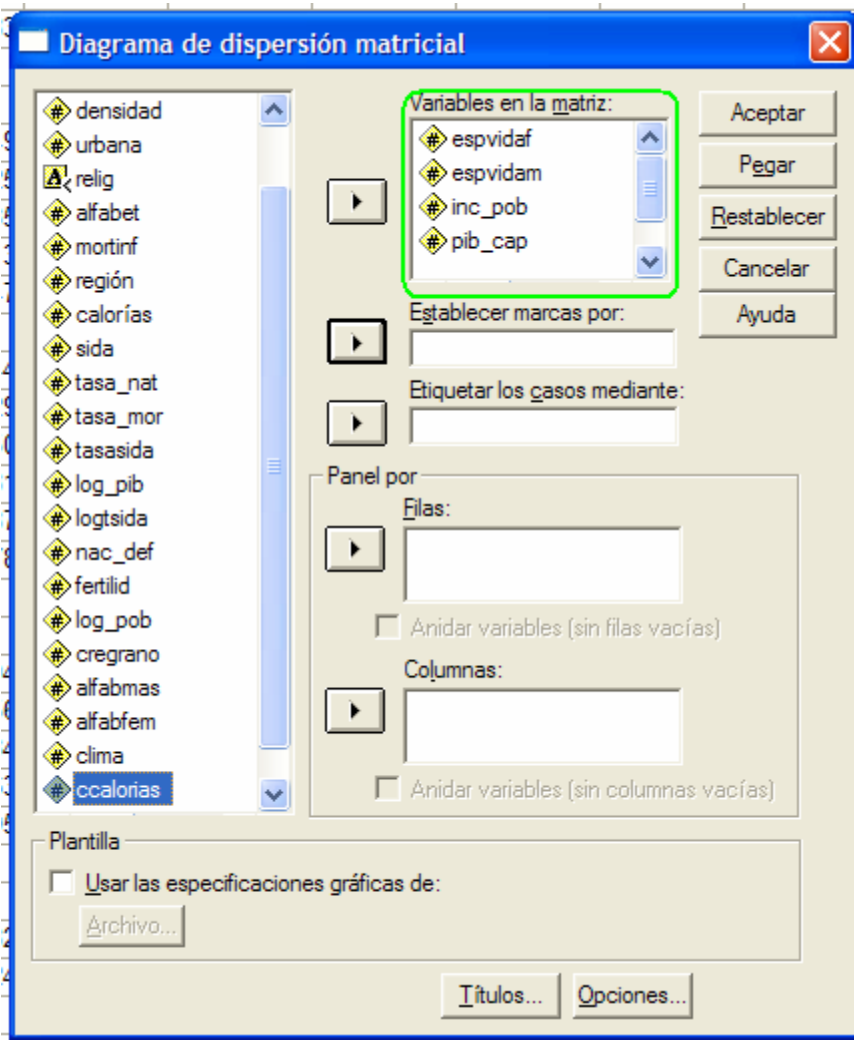 Diagrama de dispersión matricial
densidad
urbana
relig
alfabet
mortinf
región
calorías
sida
tasa_nat
tasa_mor
tasasida
log_pib
logtsida
nac_def
fertilid
log_pob
cregrano
alfabmas
alfabfem
clima
ccalorias
Variables en la matriz:
espvidaf
espvidam
inc_pob
pib_cap
Establecer marcas por:
Etiquetar los casos mediante:
Panel por
Filas:
Anidar variables (sin filas vacías)
Columnas:
Anidar variables (sin columnas vacías)
Aceptar
Pegar
Restablecer
Cancelar
Ayuda
Plantilla
Usar las especificaciones gráficas de:
Archivo...
Títulos...
Opciones...